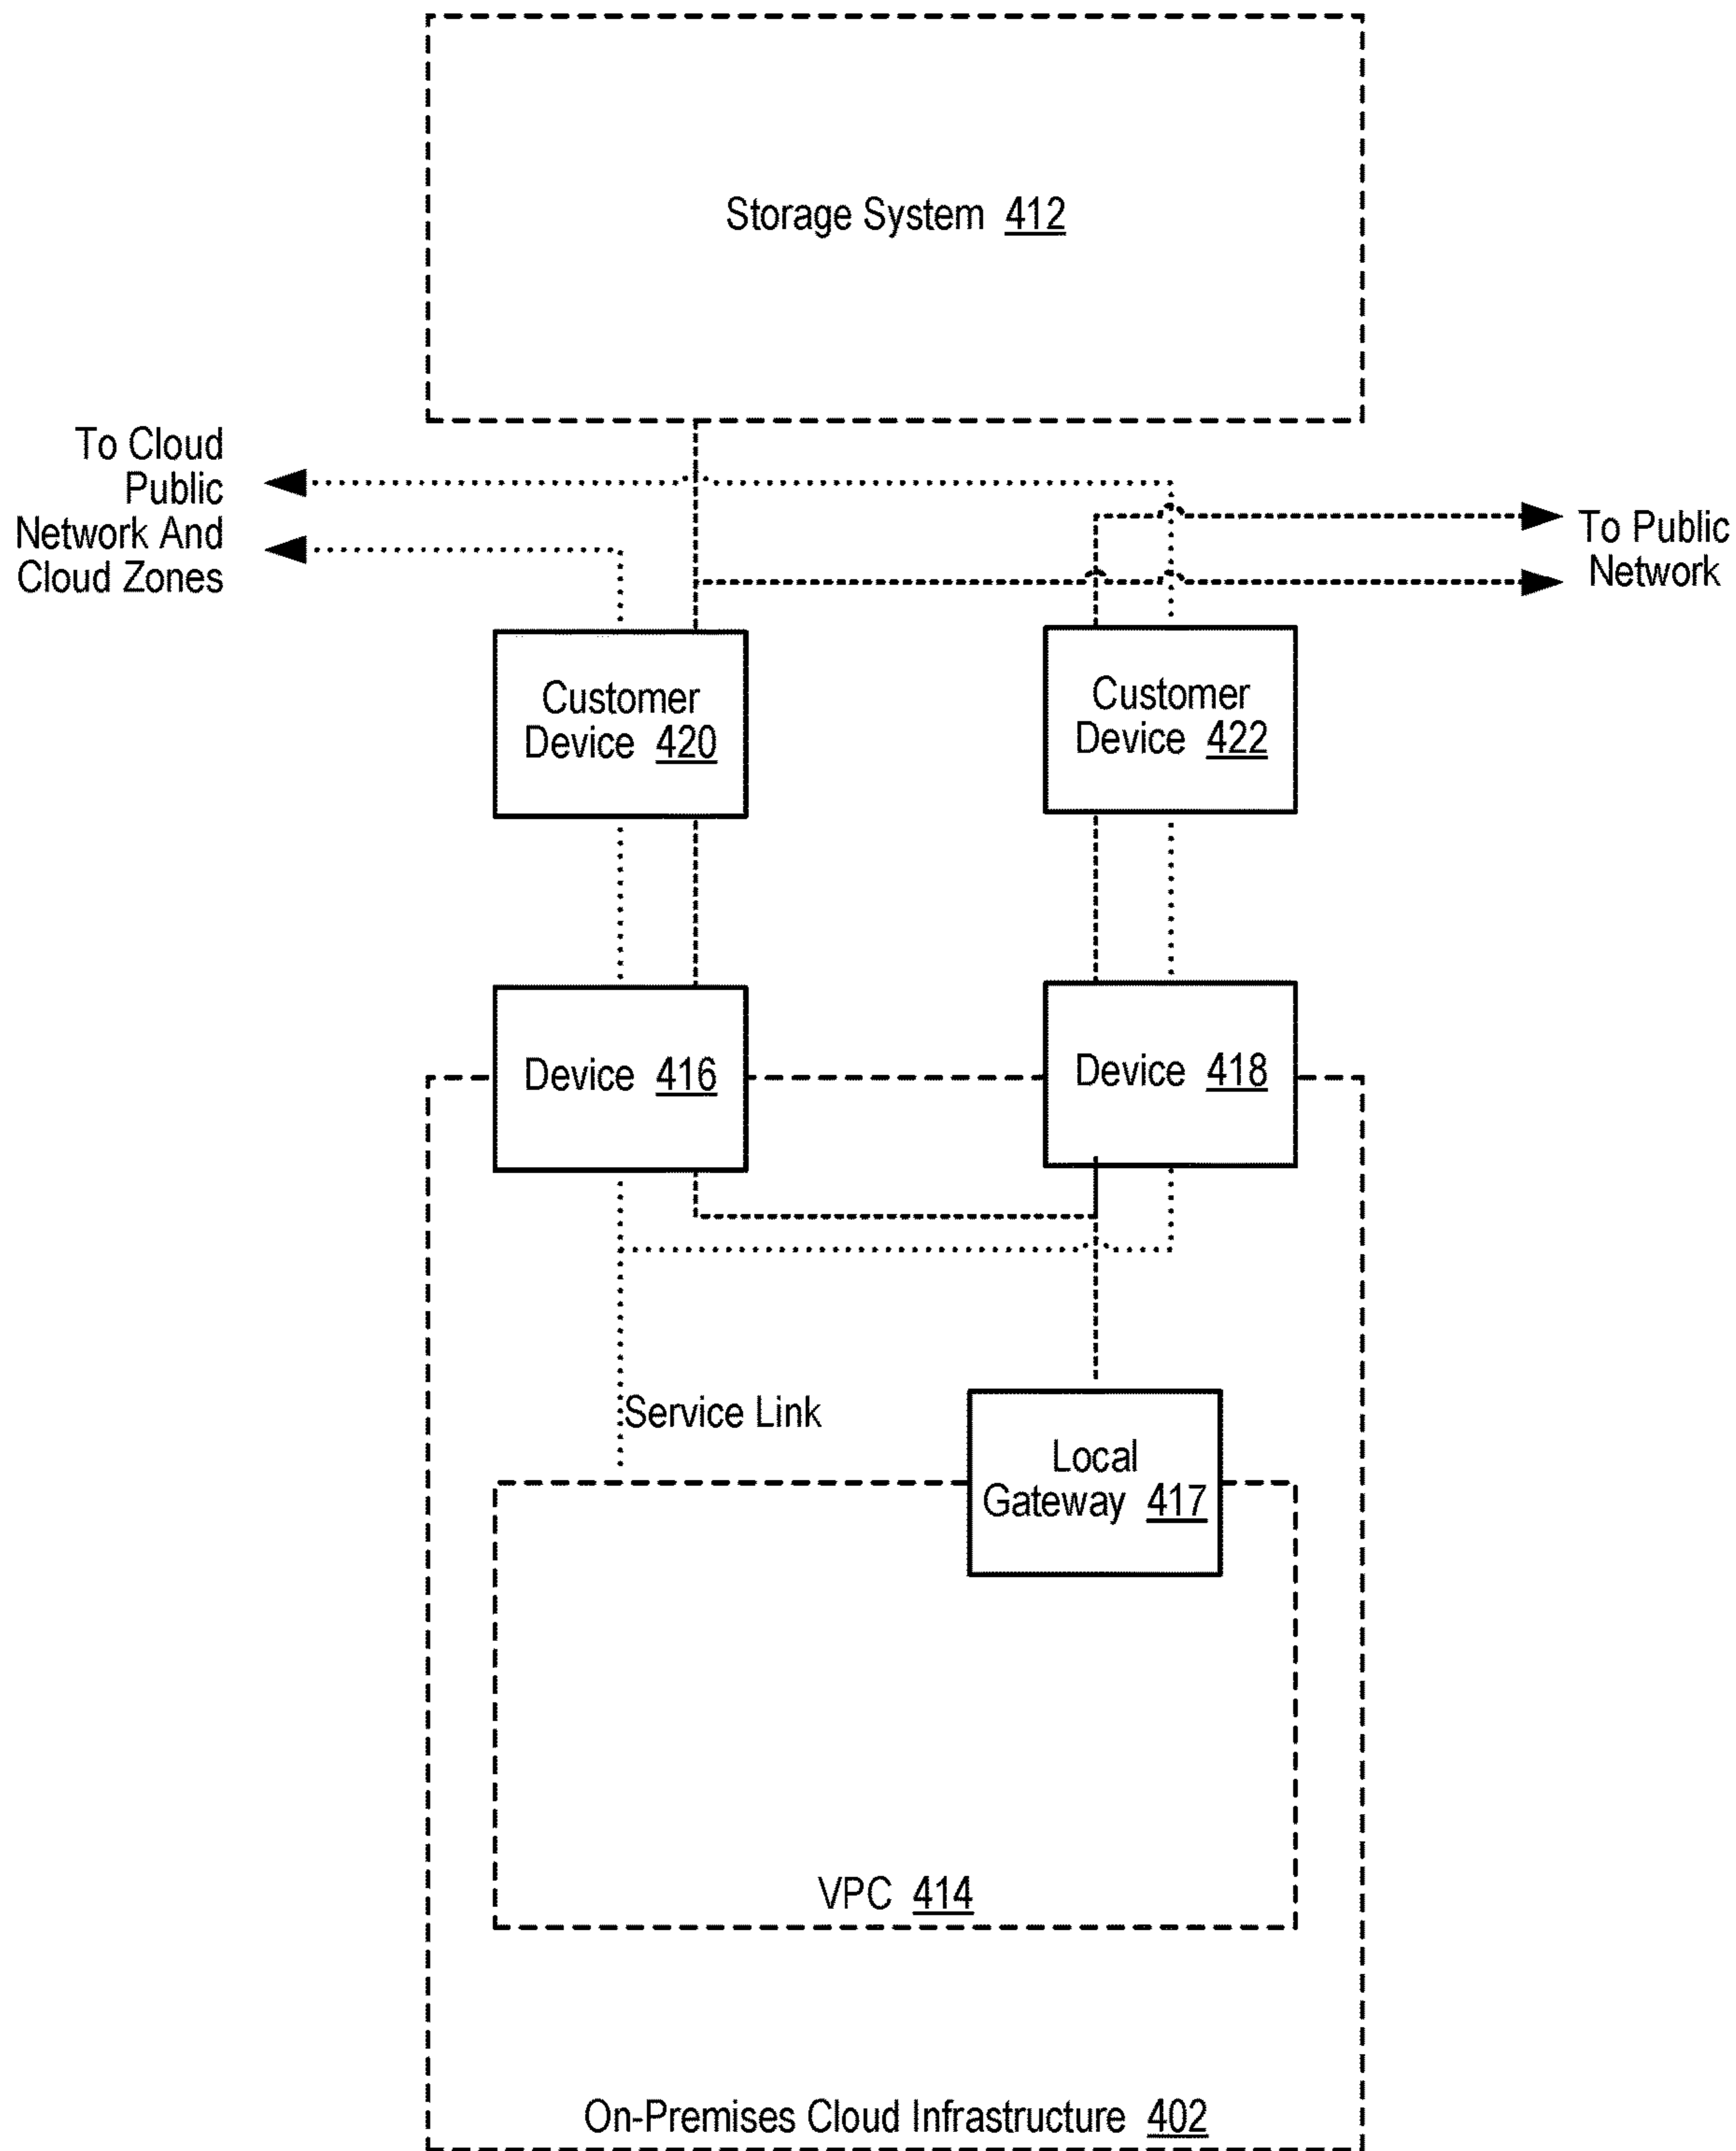 Storage System 412
To Cloud
Public
Network And
Cloud Zones
To Public
Network
Customer
Device 420
Customer
Device 422
Device 416
Device 418
Service Link
Local
Gateway 417
VPC 414
On-Premises Cloud Infrastructure 402